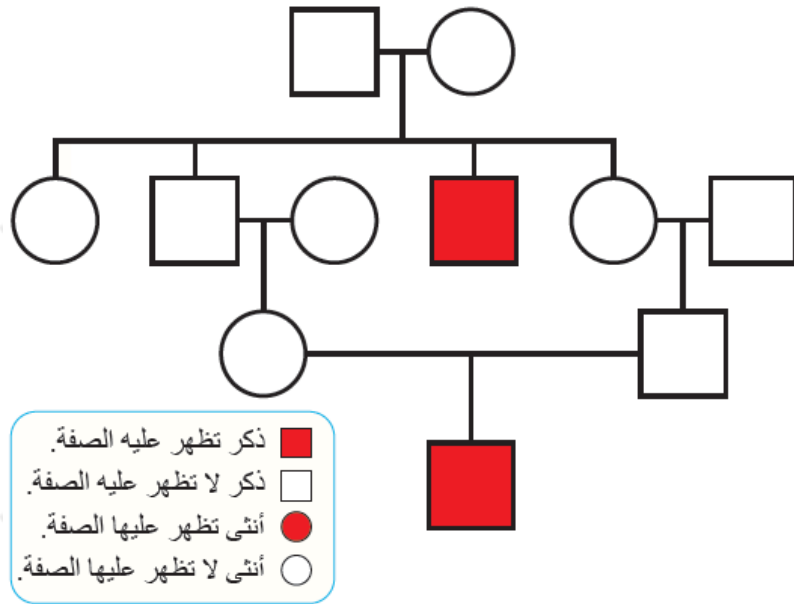 ذكر تظهر عليه الصفة.
ذكر لا تظهر عليه الصفة.
أنثى تظهر عليها الصفة.
أنثى لا تظهر عليها الصفة.